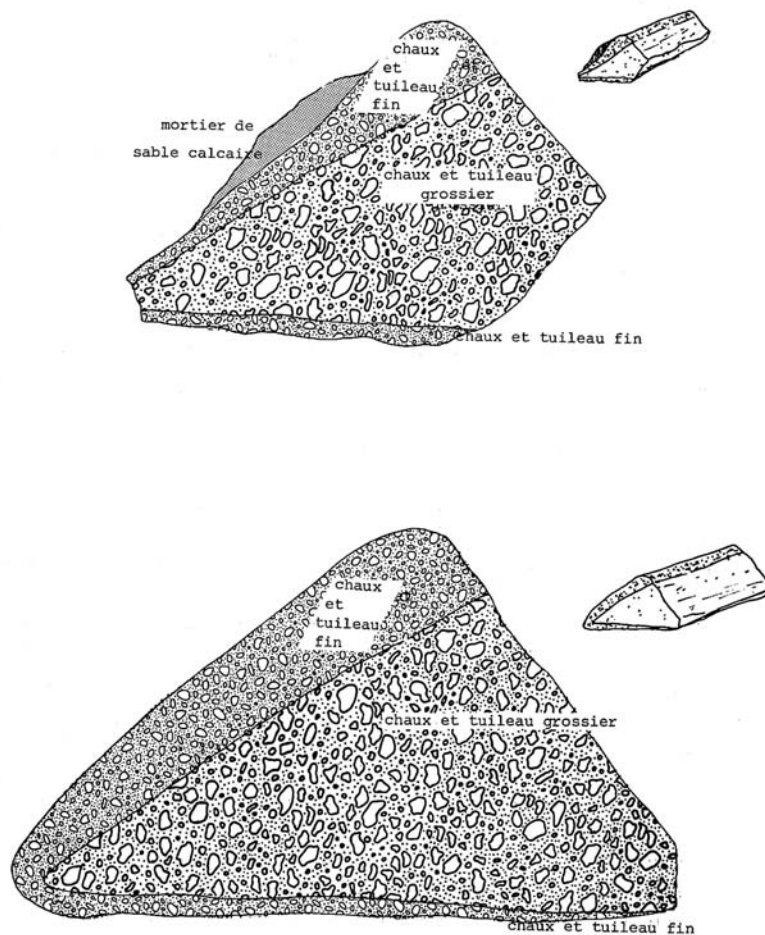 chaux
et
tuileau
fin
mortier de
sable calcaire
chaux et tuileau
grossier
chaux et tuileau fin
chaux
et
tuileau
fin
chaux et tuileau grossier
chaux et tuileau fin